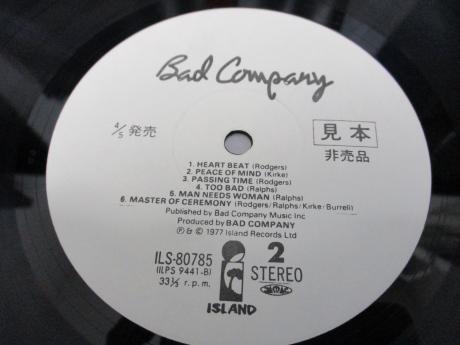 Bad Company
4/5 発売
見本
非売品
1. HEART BEAT (Rodgers)
2. PEACE OF MIND (Kirke)
3. PASSING TIME (Rodgers)
4. TOO BAD (Ralphs)
5. MAN NEEDS WOMAN (Ralphs)
6. MASTER OF CEREMONY (Rodgers/Ralphs/Kirke/Burrell)
Published by Bad Company Music Inc
Produced by BAD COMPANY
℗ & © 1977 Island Records Ltd
ILS-80785
(ILPS 9441-B)
33⅓ r.p.m.
2
STEREO
ISLAND